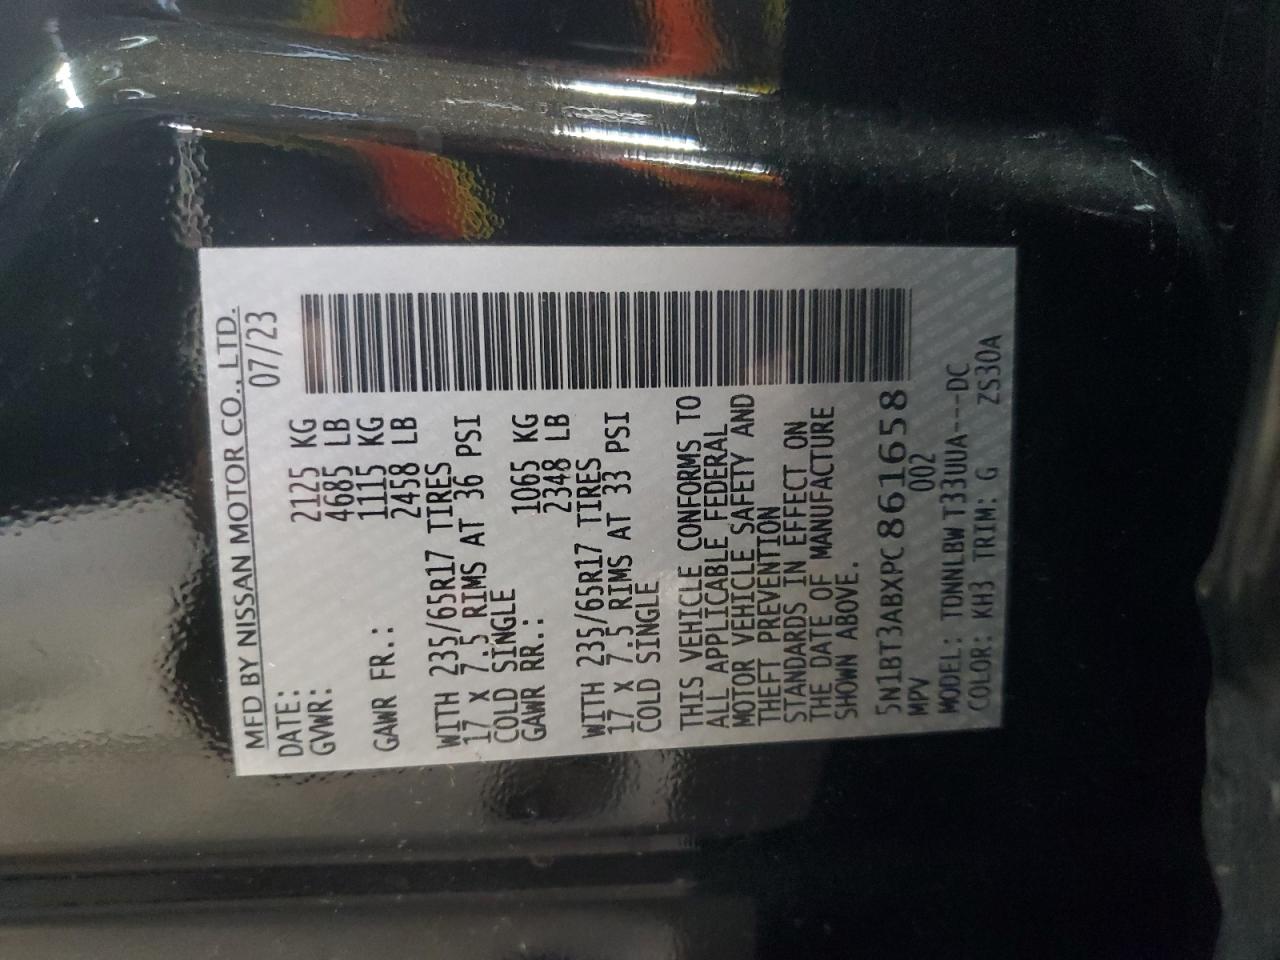 MFD BY NISSAN MOTOR CO., LTD.
DATE: 07/23
GVWR: 2125 KG
4685 LB
GAWR FR.: 1115 KG
2458 LB
WITH 235/65R17 TIRES
17 X 7.5 RIMS AT 36 PSI
COLD SINGLE
GAWR RR.: 1065 KG
2348 LB
WITH 235/65R17 TIRES
17 X 7.5 RIMS AT 33 PSI
COLD SINGLE
THIS VEHICLE CONFORMS TO
ALL APPLICABLE FEDERAL
MOTOR VEHICLE SAFETY AND
THEFT PREVENTION
STANDARDS IN EFFECT ON
THE DATE OF MANUFACTURE
SHOWN ABOVE.
5N1BT3ABXPC861658
MPV 002
MODEL: TDNNLBW T33UUA---DC
COLOR: KH3 TRIM: G ZS30A